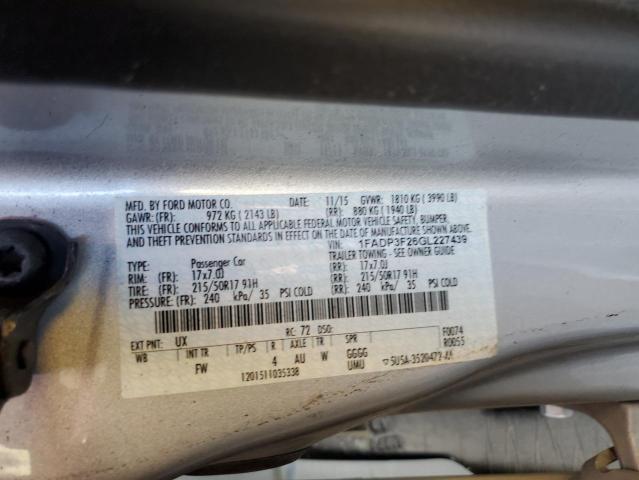 MFD. BY FORD MOTOR CO. DATE: 11/15 GVWR: 1810 KG ( 3990 LB)
GAWR: (FR): 972 KG ( 2143 LB) (RR): 880 KG ( 1940 LB)
THIS VEHICLE CONFORMS TO ALL APPLICABLE FEDERAL MOTOR VEHICLE SAFETY, BUMPER,
AND THEFT PREVENTION STANDARDS IN EFFECT ON THE DATE OF MANUFACTURE SHOWN ABOVE.
VIN: 1FADP3F26GL227439
TYPE: Passenger Car TRAILER TOWING - SEE OWNER GUIDE
RIM: (FR): 17x7.0J (RR): 17x7.0J
TIRE: (FR): 215/50R17 91H (RR): 215/50R17 91H
PRESSURE: (FR): 240 kPa/ 35 PSI COLD (RR): 240 kPa/ 35 PSI COLD
EXT PNT: UX RC: 72 DSO: F0074
WB INT TR TP/PS R AXLE TR SPR R0055
FW 4 AU W GGGG
UMU
1201511035338 5U5A-3520472-AA